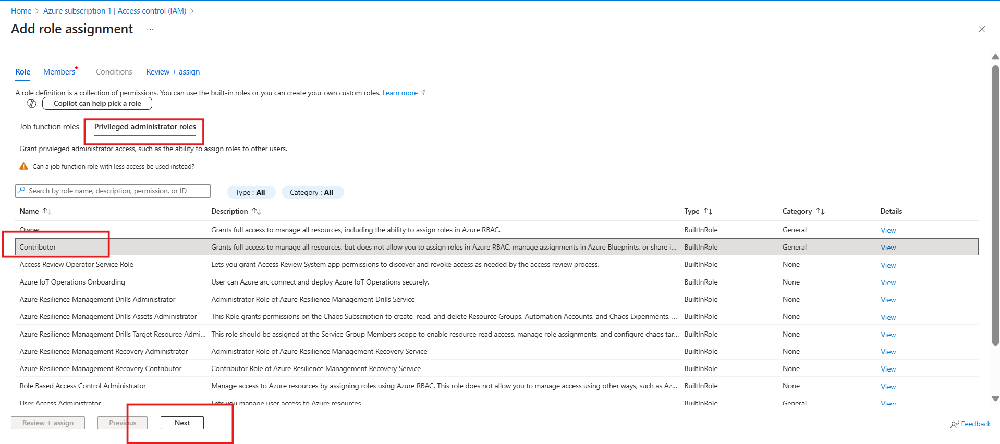 Home > Azure subscription 1 | Access control (IAM) >
Add role assignment ...
Role Members Conditions Review + assign
A role definition is a collection of permissions. You can use the built-in roles or you can create your own custom roles. Learn more
Copilot can help pick a role
Job function roles Privileged administrator roles
Grant privileged administrator access, such as the ability to assign roles to other users.
Can a job function role with less access be used instead?
Search by role name, description, permission, or ID Type : All Category : All
Name ↑↓ Description ↑↓ Type ↑↓ Category ↑↓ Details
Owner Grants full access to manage all resources, including the ability to assign roles in Azure RBAC. BuiltInRole General View
Contributor Grants full access to manage all resources, but does not allow you to assign roles in Azure RBAC, manage assignments in Azure Blueprints, or share i... BuiltInRole General View
Access Review Operator Service Role Lets you grant Access Review System app permissions to discover and revoke access as needed by the access review process. BuiltInRole None View
Azure IoT Operations Onboarding User can Azure arc connect and deploy Azure IoT Operations securely. BuiltInRole None View
Azure Resilience Management Drills Administrator Administrator Role of Azure Resilience Management Drills Service BuiltInRole None View
Azure Resilience Management Drills Assets Administrator This Role grants permissions on the Chaos Subscription to create, read, and delete Resource Groups, Automation Accounts, and Chaos Experiments, ... BuiltInRole None View
Azure Resilience Management Drills Target Resource Admi... This role should be assigned at the Service Group Members scope to enable resource read access, manage role assignments, and configure chaos tar... BuiltInRole None View
Azure Resilience Management Recovery Administrator Administrator Role of Azure Resilience Management Recovery Service BuiltInRole None View
Azure Resilience Management Recovery Contributor Contributor Role of Azure Resilience Management Recovery Service BuiltInRole None View
Role Based Access Control Administrator Manage access to Azure resources by assigning roles using Azure RBAC. This role does not allow you to manage access using other ways, such as Az... BuiltInRole None View
User Access Administrator Lets you manage user access to Azure resources. BuiltInRole General View
Review + assign Previous Next Feedback